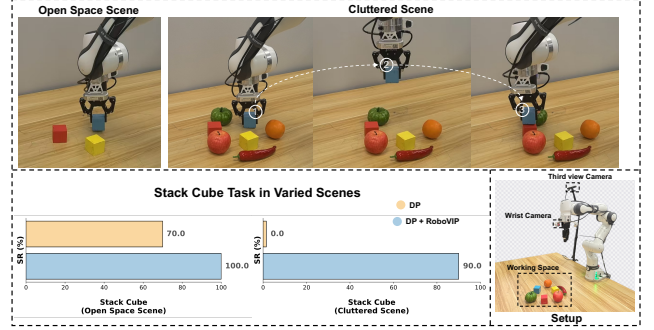 Open Space Scene
Cluttered Scene
1
2
3
Stack Cube Task in Varied Scenes
DP
DP + RoboVIP
SR (%)
70.0
100.0
0 20 40 60 80 100
Stack Cube
(Open Space Scene)
SR (%)
0.0
90.0
0 20 40 60 80 100
Stack Cube
(Cluttered Scene)
Third view Camera
Wrist Camera
Working Space
Setup